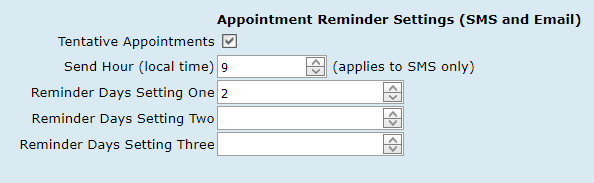 Appointment Reminder Settings (SMS and Email)
Tentative Appointments
Send Hour (local time) 9 (applies to SMS only)
Reminder Days Setting One 2
Reminder Days Setting Two
Reminder Days Setting Three